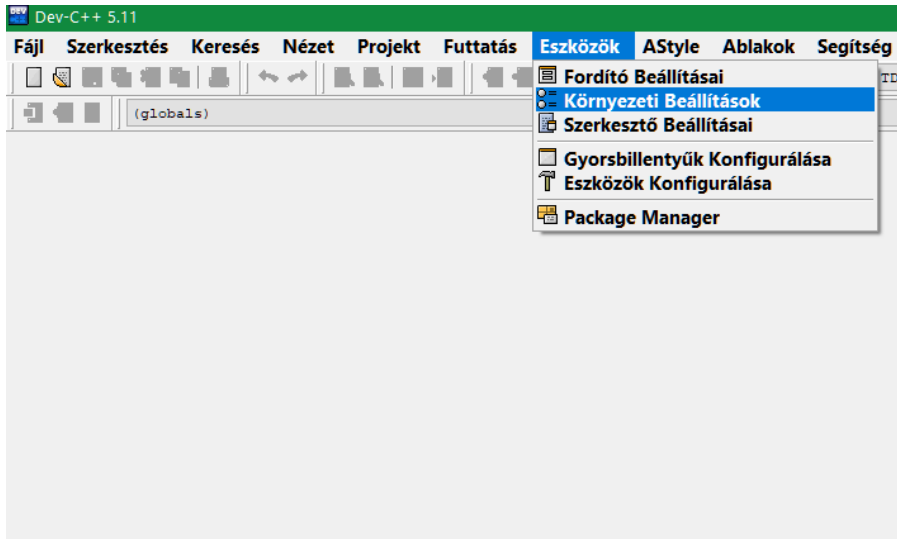 Dev-C++ 5.11
Fájl Szerkesztés Keresés Nézet Projekt Futtatás Eszközök AStyle Ablakok Segítség
Fordító Beállításai
TD
Környezeti Beállítások
(globals)
Szerkesztő Beállításai
Gyorsbillentyűk Konfigurálása
Eszközök Konfigurálása
Package Manager